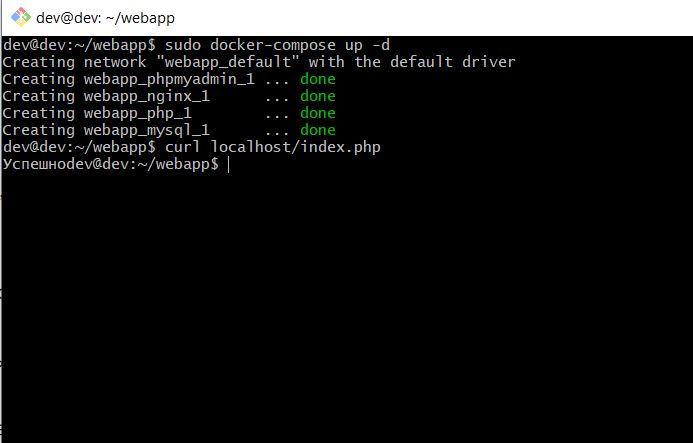 dev@dev: ~/webapp
dev@dev:~/webapp$ sudo docker-compose up -d
Creating network "webapp_default" with the default driver
Creating webapp_phpmyadmin_1 ... done
Creating webapp_nginx_1      ... done
Creating webapp_php_1        ... done
Creating webapp_mysql_1      ... done
dev@dev:~/webapp$ curl localhost/index.php
Успешноdev@dev:~/webapp$